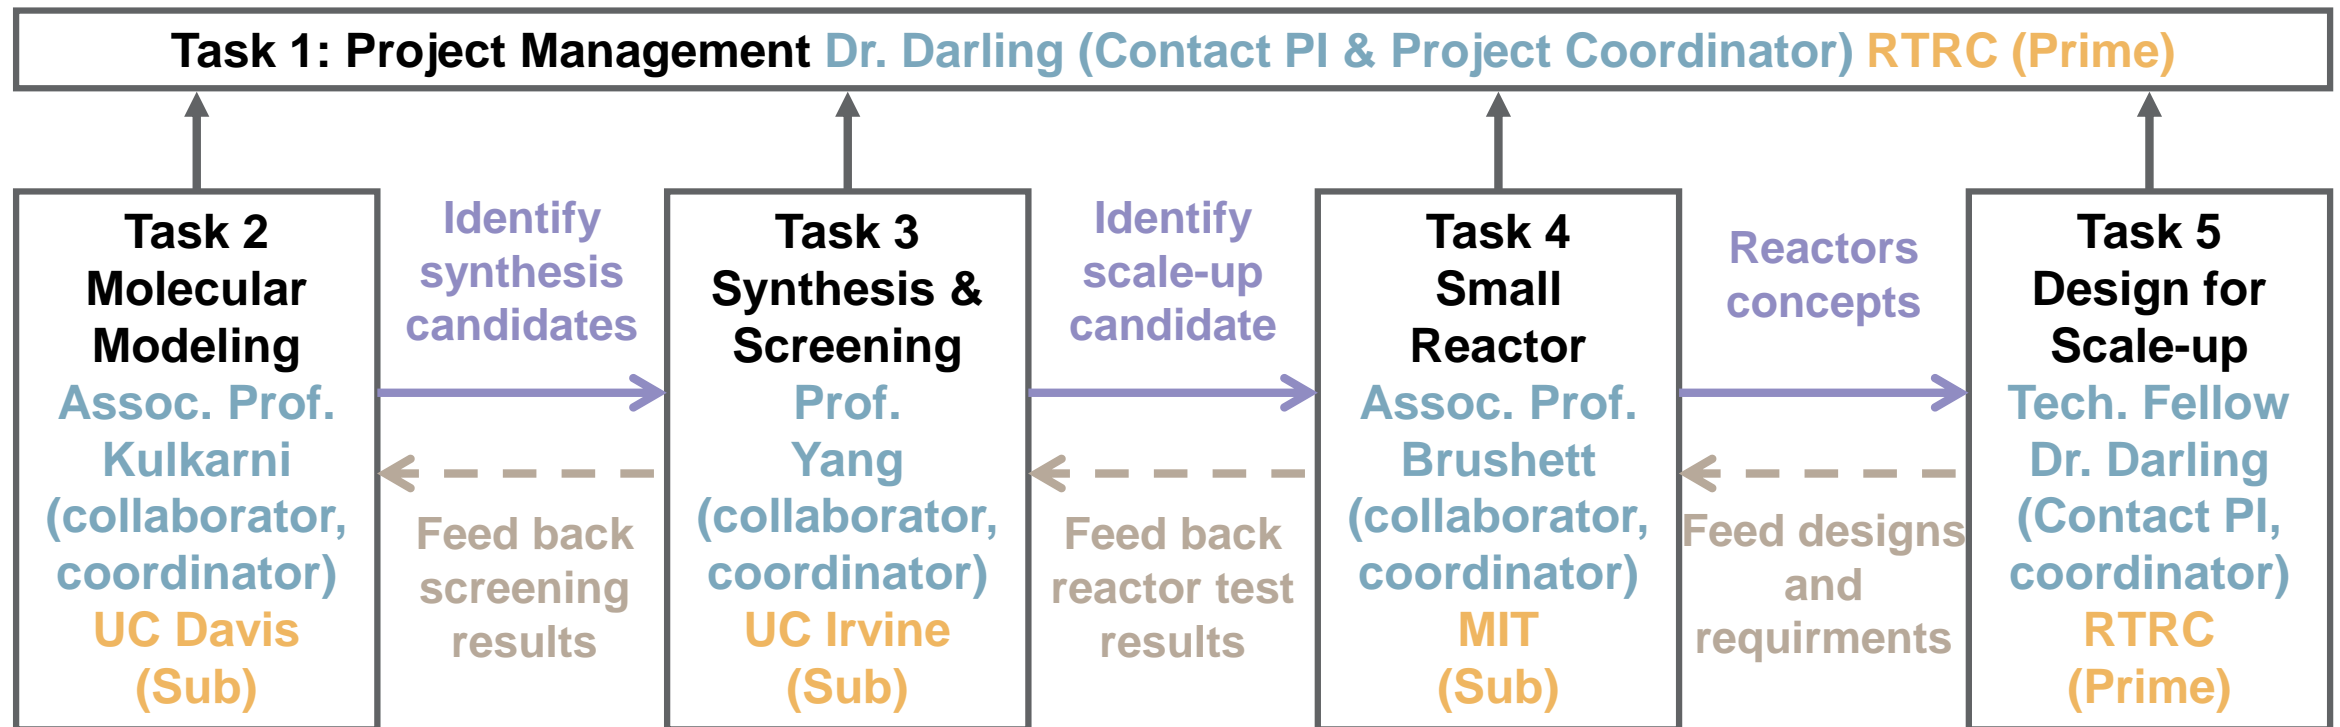 Task 1: Project Management Dr. Darling (Contact PI & Project Coordinator) RTRC (Prime)
Task 2
Molecular
Modeling
Assoc. Prof.
Kulkarni
(collaborator,
coordinator)
UC Davis
(Sub)
Identify
synthesis
candidates
Feed back
screening
results
Task 3
Synthesis &
Screening
Prof.
Yang
(collaborator,
coordinator)
UC Irvine
(Sub)
Identify
scale-up
candidate
Feed back
reactor test
results
Task 4
Small
Reactor
Assoc. Prof.
Brushett
(collaborator,
coordinator)
MIT
(Sub)
Reactors
concepts
Feed designs
and
requirments
Task 5
Design for
Scale-up
Tech. Fellow
Dr. Darling
(Contact PI,
coordinator)
RTRC
(Prime)